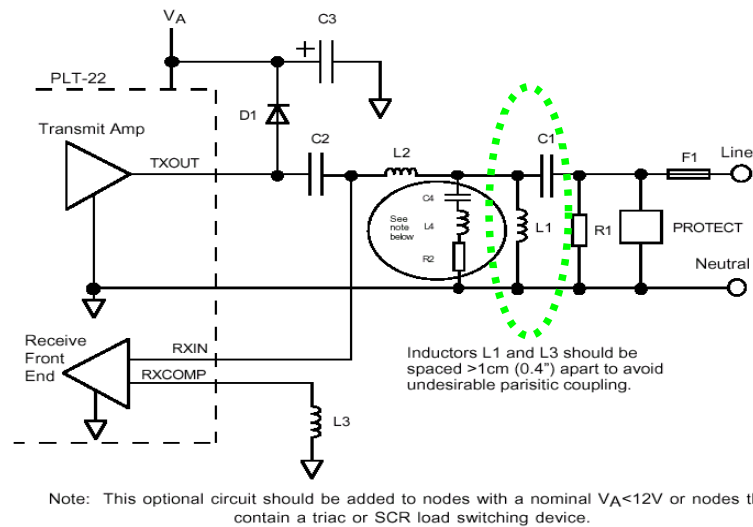 VA
C3
+
PLT-22
D1
Transmit Amp
C2
C1
Line
L2
F1
TXOUT
C4
See
note
below
L4
L1
R1
PROTECT
R2
Neutral
Receive
Front
End
RXIN
RXCOMP
Inductors L1 and L3 should be
spaced >1cm (0.4") apart to avoid
undesirable parisitic coupling.
L3
Note: This optional circuit should be added to nodes with a nominal VA<12V or nodes th
contain a triac or SCR load switching device.